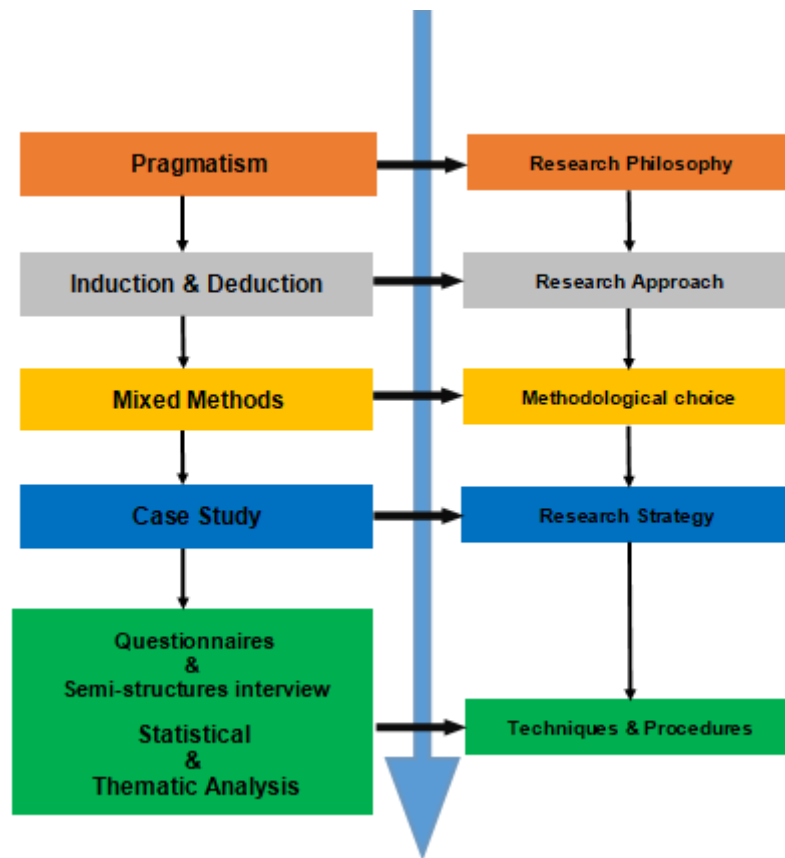 Pragmatism
Research Philosophy
Induction & Deduction
Research Approach
Mixed Methods
Methodological choice
Case Study
Research Strategy
Questionnaires
&
Semi-structures interview
Statistical
&
Thematic Analysis
Techniques & Procedures